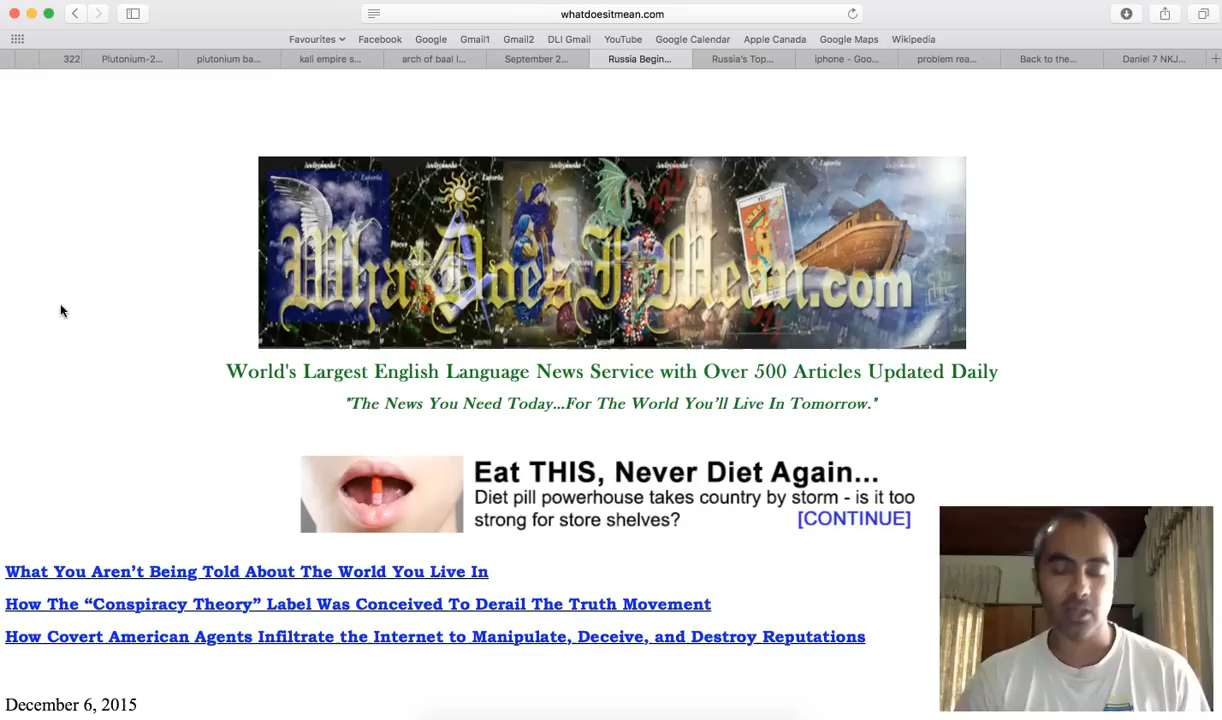 whatdoesitmean.com
Favourites Facebook Google Gmail1 Gmail2 DLI Gmail YouTube Google Calendar Apple Canada Google Maps Wikipedia
322 Plutonium-2... plutonium ba... kali empire s... arch of baal l... September 2... Russia Begin... Russia's Top... iphone - Goo... problem rea... Back to the... Daniel 7 NKJ...
WhatDoesItMean.com
World's Largest English Language News Service with Over 500 Articles Updated Daily
"The News You Need Today...For The World You'll Live In Tomorrow."
Eat THIS, Never Diet Again...
Diet pill powerhouse takes country by storm - is it too
strong for store shelves? [CONTINUE]
What You Aren't Being Told About The World You Live In
How The “Conspiracy Theory” Label Was Conceived To Derail The Truth Movement
How Covert American Agents Infiltrate the Internet to Manipulate, Deceive, and Destroy Reputations
December 6, 2015